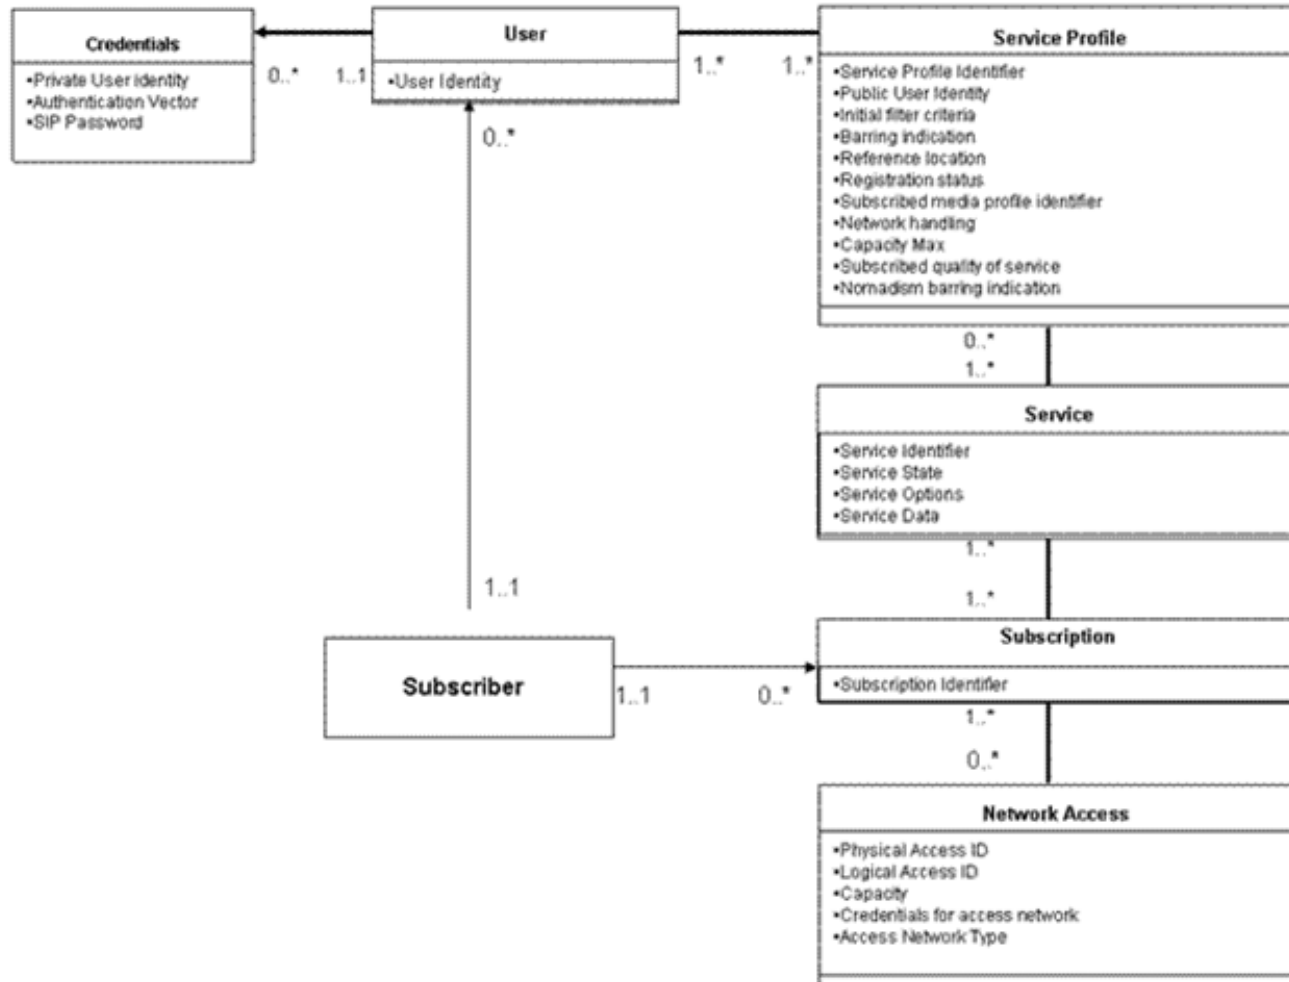 Credentials
•Private User Identity
•Authentication Vector
•SIP Password
0..*
1..1
User
•User Identity
1..*
1..*
Service Profile
•Service Profile Identifier
•Public User Identity
•Initial filter criteria
•Barring indication
•Reference location
•Registration status
•Subscribed media profile identifier
•Network handling
•Capacity Max
•Subscribed quality of service
•Nomadism barring indication
0..*
0..*
1..*
Service
•Service Identifier
•Service State
•Service Options
•Service Data
1..*
1..*
1..1
Subscriber
1..1
0..*
Subscription
•Subscription Identifier
1..*
0..*
Network Access
•Physical Access ID
•Logical Access ID
•Capacity
•Credentials for access network
•Access Network Type